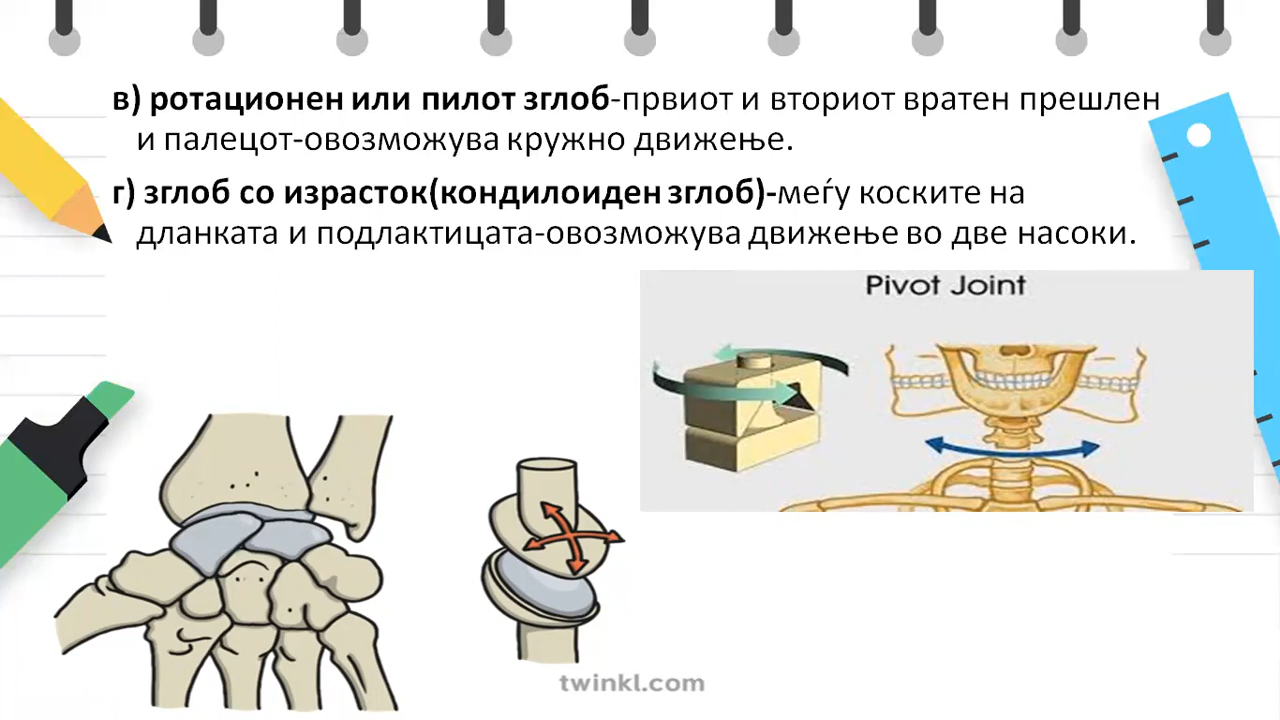 в) ротационен или пилот зглоб-првиот и вториот вратен прешлен
и палецот-овозможува кружно движење.
г) зглоб со израсток(кондилоиден зглоб)-меѓу коските на
дланката и подлактицата-овозможува движење во две насоки.
Pivot Joint
twinkl.com